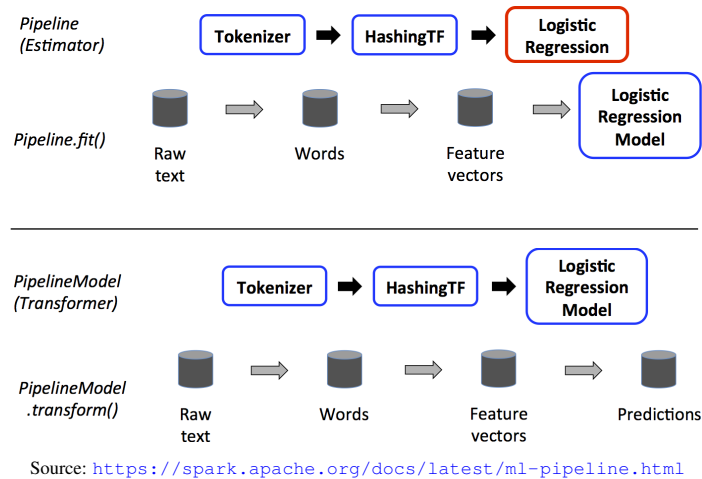 Pipeline
(Estimator)
Tokenizer
HashingTF
Logistic
Regression
Pipeline.fit()
Raw
text
Words
Feature
vectors
Logistic
Regression
Model
PipelineModel
(Transformer)
Tokenizer
HashingTF
Logistic
Regression
Model
PipelineModel
.transform()
Raw
text
Words
Feature
vectors
Predictions
Source: https://spark.apache.org/docs/latest/ml-pipeline.html